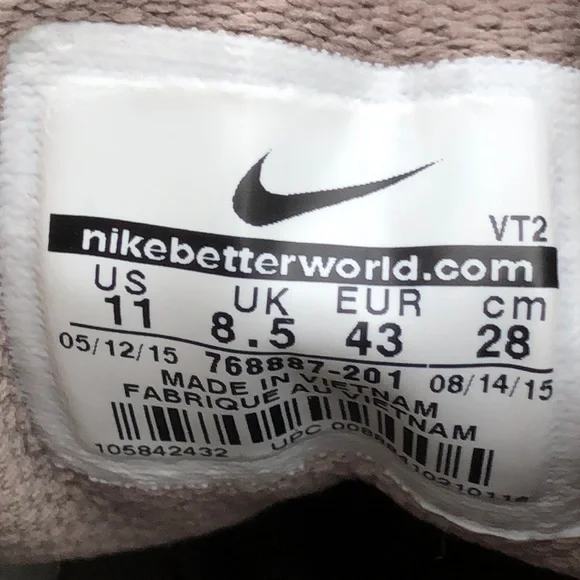 VT2
nikebetterworld.com
US UK EUR cm
11 8.5 43 28
05/12/15 768887-201 08/14/15
MADE IN VIETNAM
FABRIQUE AU VIETNAM
105842432 UPC